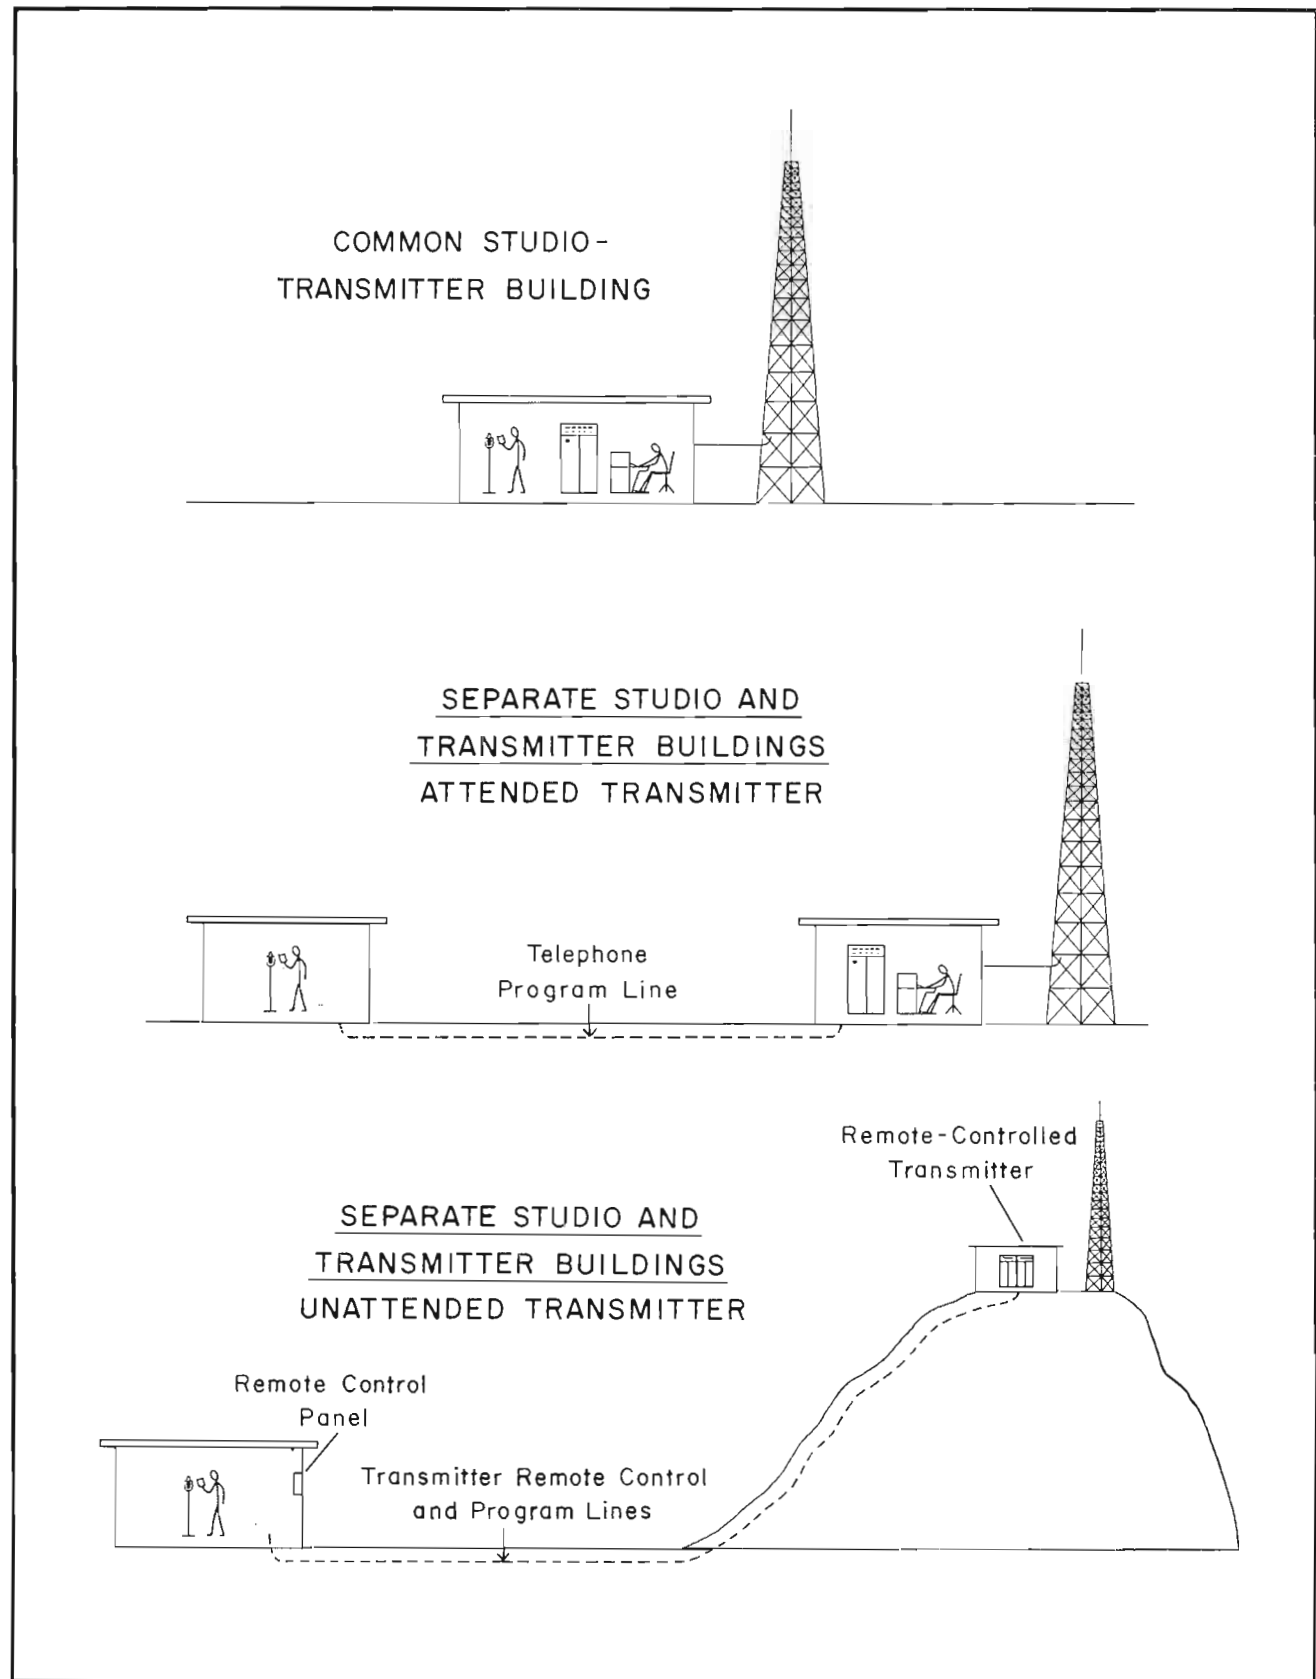 COMMON STUDIO-
TRANSMITTER BUILDING
SEPARATE STUDIO AND
TRANSMITTER BUILDINGS
ATTENDED TRANSMITTER
Telephone
Program Line
Remote-Controlled
Transmitter
SEPARATE STUDIO AND
TRANSMITTER BUILDINGS
UNATTENDED TRANSMITTER
Remote Control
Panel
Transmitter Remote Control
and Program Lines